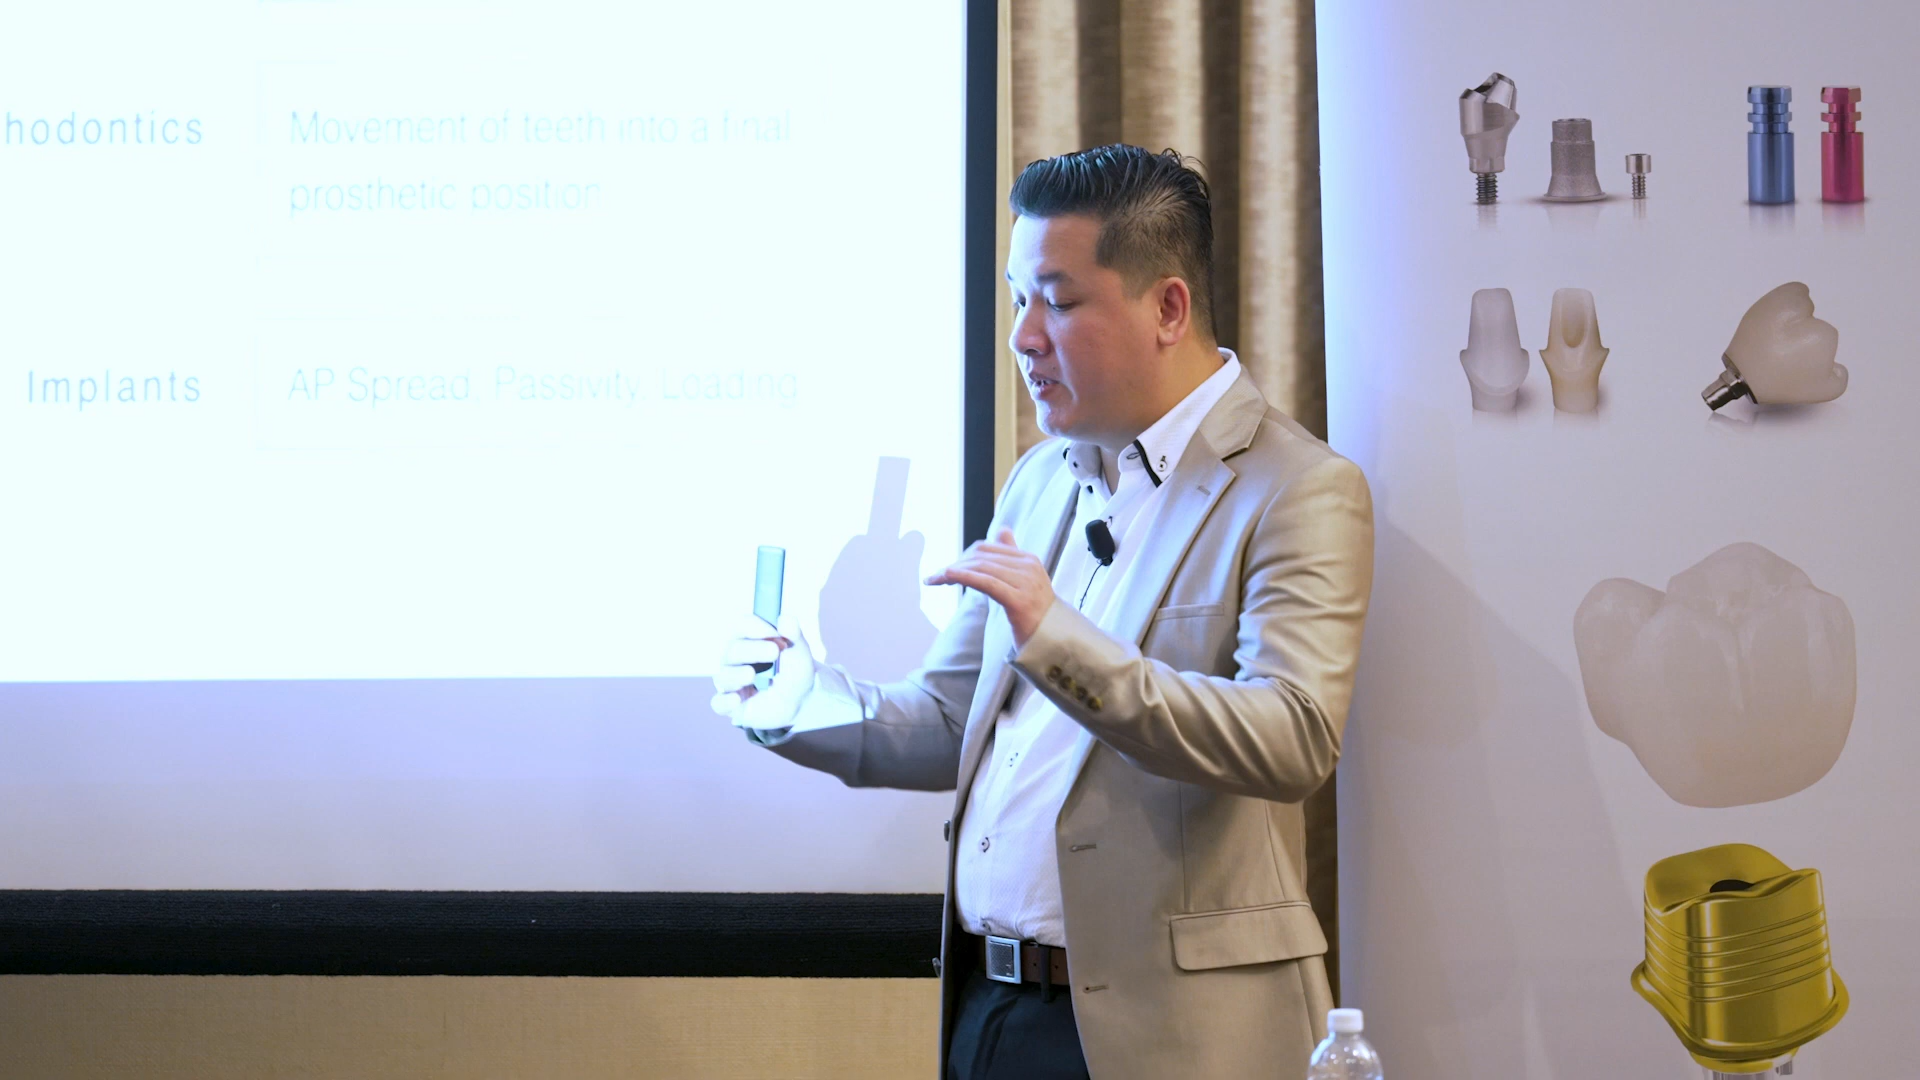 hodontics
Movement of teeth into a final
prosthetic position
Implants
AP Spread, Passivity, Loading